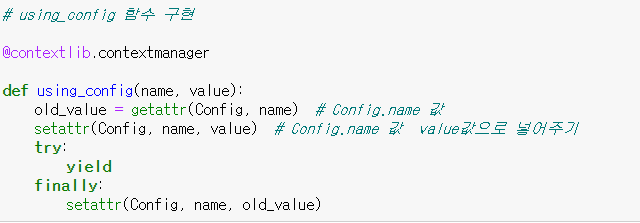 # using_config 함수 구현
@contextlib.contextmanager
def using_config(name, value):
    old_value = getattr(Config, name)  # Config.name 값
    setattr(Config, name, value)  # Config.name 값  value값으로 넣어주기
    try:
        yield
    finally:
        setattr(Config, name, old_value)